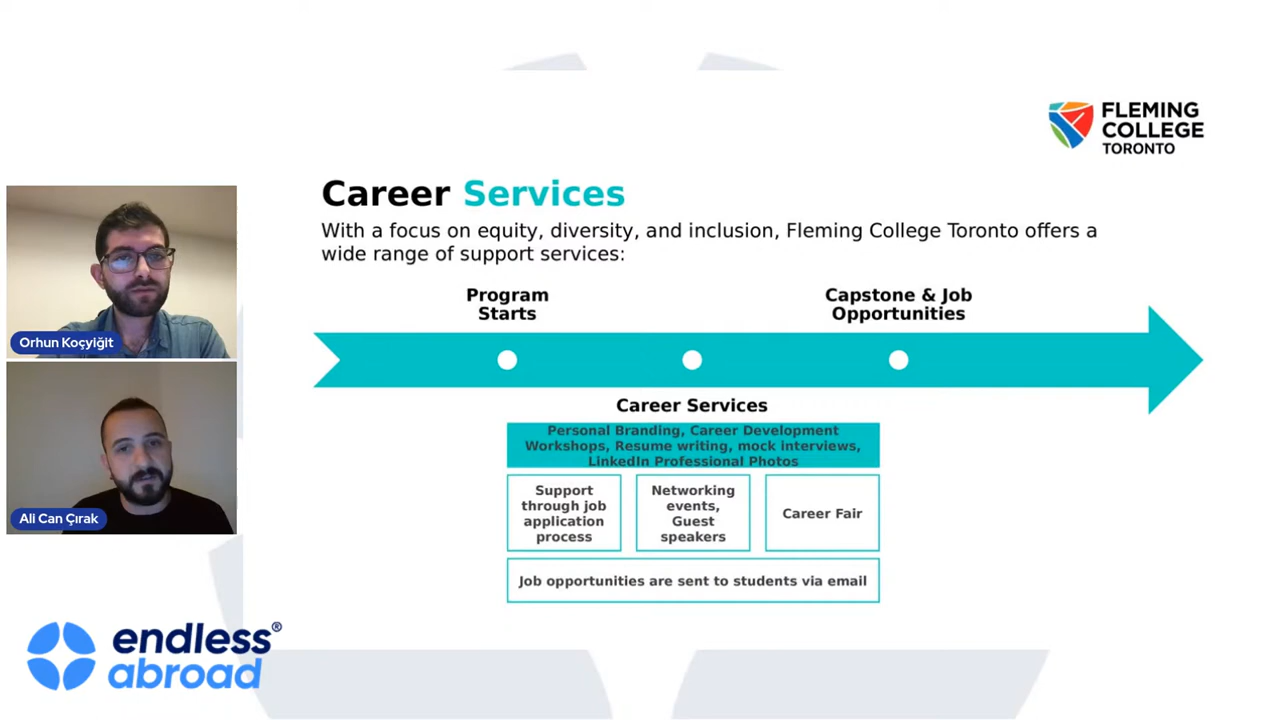 FLEMING
COLLEGE
TORONTO
Career Services
With a focus on equity, diversity, and inclusion, Fleming College Toronto offers a
wide range of support services:
Program
Starts
Capstone & Job
Opportunities
Career Services
Personal Branding, Career Development
Workshops, Resume writing, mock interviews,
LinkedIn Professional Photos
Support
through job
application
process
Networking
events,
Guest
speakers
Career Fair
Job opportunities are sent to students via email
Orhun Koçyiğit
Ali Can Çırak
endless®
abroad